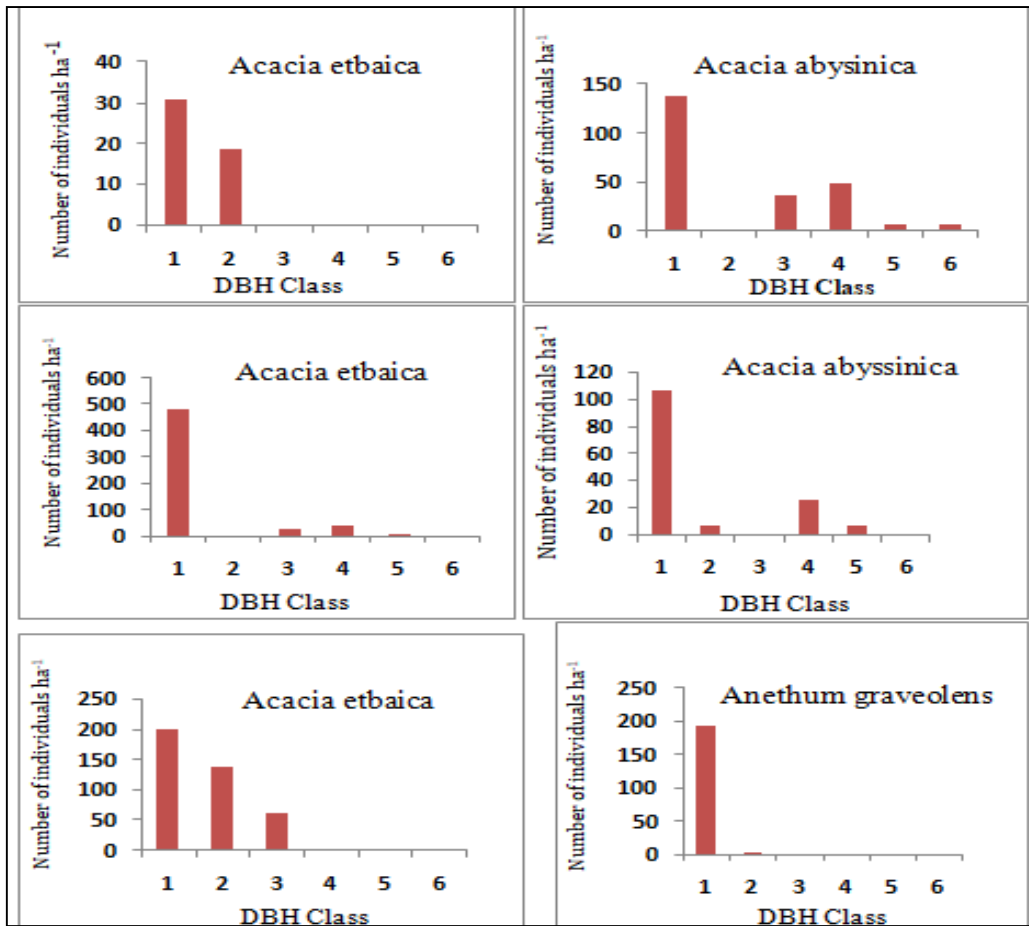 Number of individuals ha⁻¹
Acacia etbaica
40
30
20
10
0
1 2 3 4 5 6
DBH Class
Number of individuals ha⁻¹
Acacia abysinica
150
100
50
0
1 2 3 4 5 6
DBH Class
Number of individuals ha⁻¹
Acacia etbaica
600
500
400
300
200
100
0
1 2 3 4 5 6
DBH Class
Number of individuals ha⁻¹
Acacia abyssinica
120
100
80
60
40
20
0
1 2 3 4 5 6
DBH Class
Number of individuals ha⁻¹
Acacia etbaica
250
200
150
100
50
0
1 2 3 4 5 6
DBH Class
Number of individuals ha⁻¹
Anethum graveolens
250
200
150
100
50
0
1 2 3 4 5 6
DBH Class